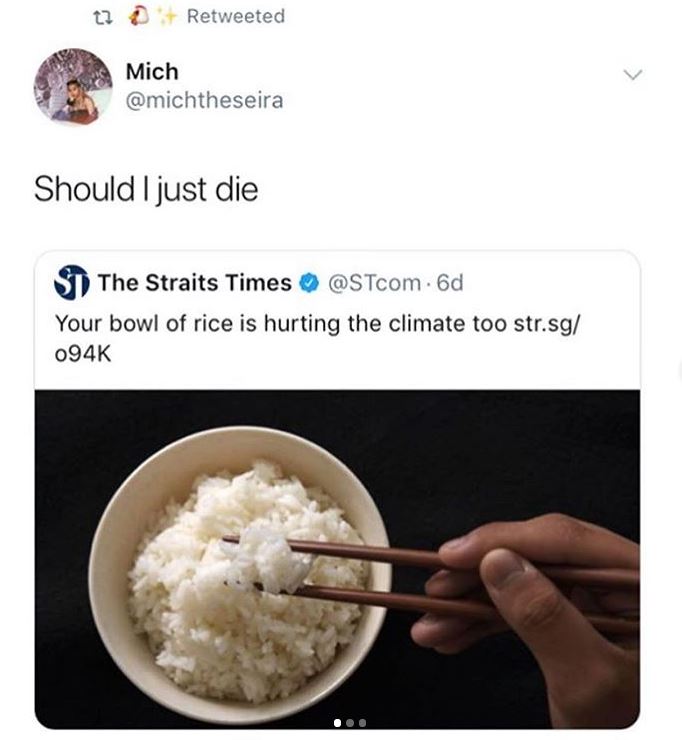 Retweeted
Mich
@michtheseira
Should I just die
ST The Straits Times @STcom · 6d
Your bowl of rice is hurting the climate too str.sg/
o94K